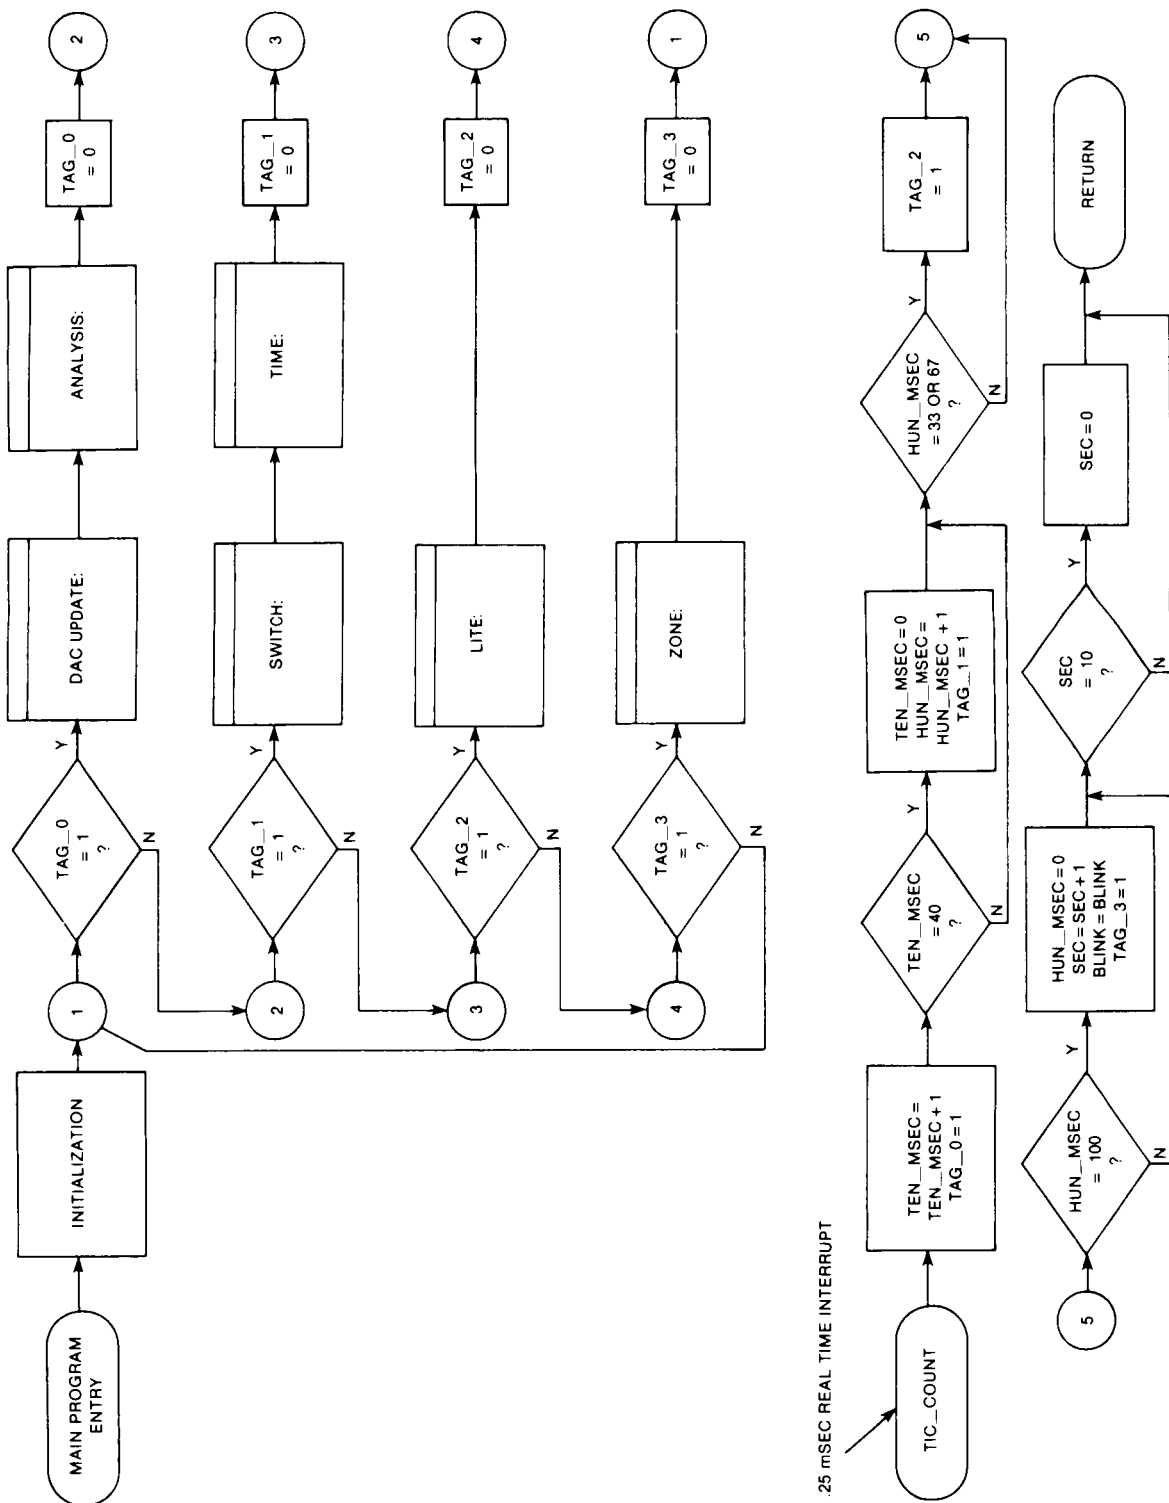 MAIN PROGRAM
ENTRY
INITIALIZATION
1
TAG_0
= 1
?
Y
N
DAC UPDATE:
ANALYSIS:
TAG_0
= 0
2
2
TAG_1
= 1
?
Y
N
SWITCH:
TIME:
TAG_1
= 0
3
3
TAG_2
= 1
?
Y
N
LITE:
TAG_2
= 0
4
4
TAG_3
= 1
?
Y
N
ZONE:
TAG_3
= 0
1
.25 mSEC REAL TIME INTERRUPT
TIC_COUNT
TEN_MSEC =
TEN_MSEC + 1
TAG_0 = 1
TEN_MSEC
= 40
?
Y
N
TEN_MSEC = 0
HUN_MSEC =
HUN_MSEC + 1
TAG_1 = 1
HUN_MSEC
= 33 OR 67
?
Y
N
TAG_2
= 1
5
5
HUN_MSEC
= 100
?
Y
N
HUN_MSEC = 0
SEC = SEC + 1
BLINK = BLINK
TAG_3 = 1
SEC
= 10
?
Y
N
SEC = 0
RETURN